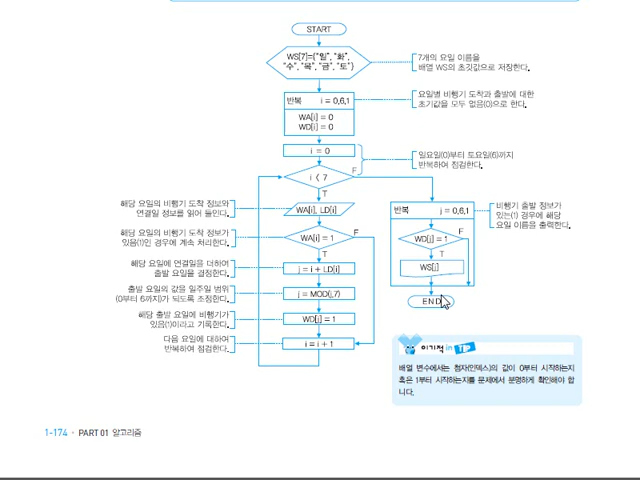 START
WS[7]={"일", "화",
"수", "목", "금", "토"}
7개의 요일 이름을
배열 WS의 초깃값으로 저장한다.
반복 i = 0,6,1
WA[i] = 0
WD[i] = 0
요일별 비행기 도착과 출발에 대한
초기값을 모두 없음(0)으로 한다.
i = 0
일요일(0)부터 토요일(6)까지
반복하여 점검한다.
i < 7
F
T
해당 요일의 비행기 도착 정보와
연결일 정보를 읽어 들인다.
WA[i], LD[i]
해당 요일의 비행기 도착 정보가
있음(1)인 경우에 계속 처리한다.
WA[i] = 1
F
T
해당 요일에 연결일을 더하여
출발 요일을 결정한다.
j = i + LD[i]
출발 요일의 값을 일주일 범위
(0부터 6까지)가 되도록 조정한다.
j = MOD(j,7)
해당 출발 요일에 비행기가
있음(1)이라고 기록한다.
WD[j] = 1
다음 요일에 대하여
반복하여 점검한다.
i = i + 1
반복 j = 0,6,1
WD[j] = 1
F
T
WS[j]
비행기 출발 정보가
있는(1) 경우에 해당
요일 이름을 출력한다.
END
이기적 in TIP
배열 변수에서는 첨자(인덱스)의 값이 0부터 시작하는지
혹은 1부터 시작하는지를 문제에서 분명하게 확인해야 합
니다.
1-174 · PART 01 알고리즘